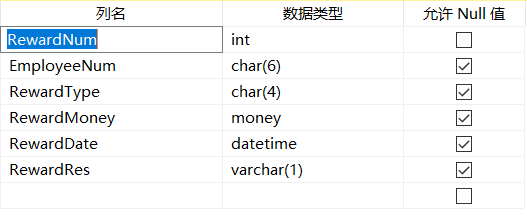 列名 数据类型 允许 Null 值
RewardNum int
EmployeeNum char(6)
RewardType char(4)
RewardMoney money
RewardDate datetime
RewardRes varchar(1)